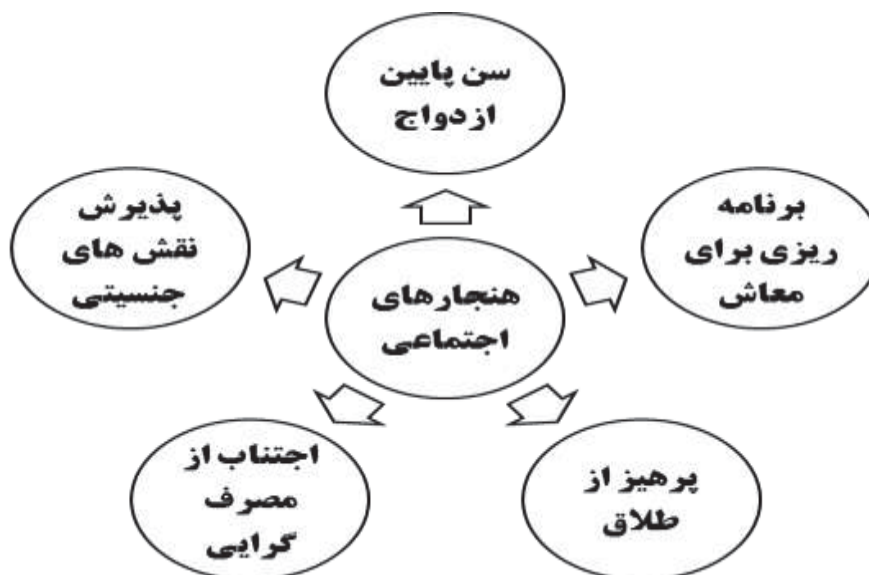 سن پایین
ازدواج
برنامه
ریزی برای
معاش
پذیرش
نقش های
جنسیتی
هنجارهای
اجتماعی
پرهیز از
طلاق
اجتناب از
مصرف
گرایی